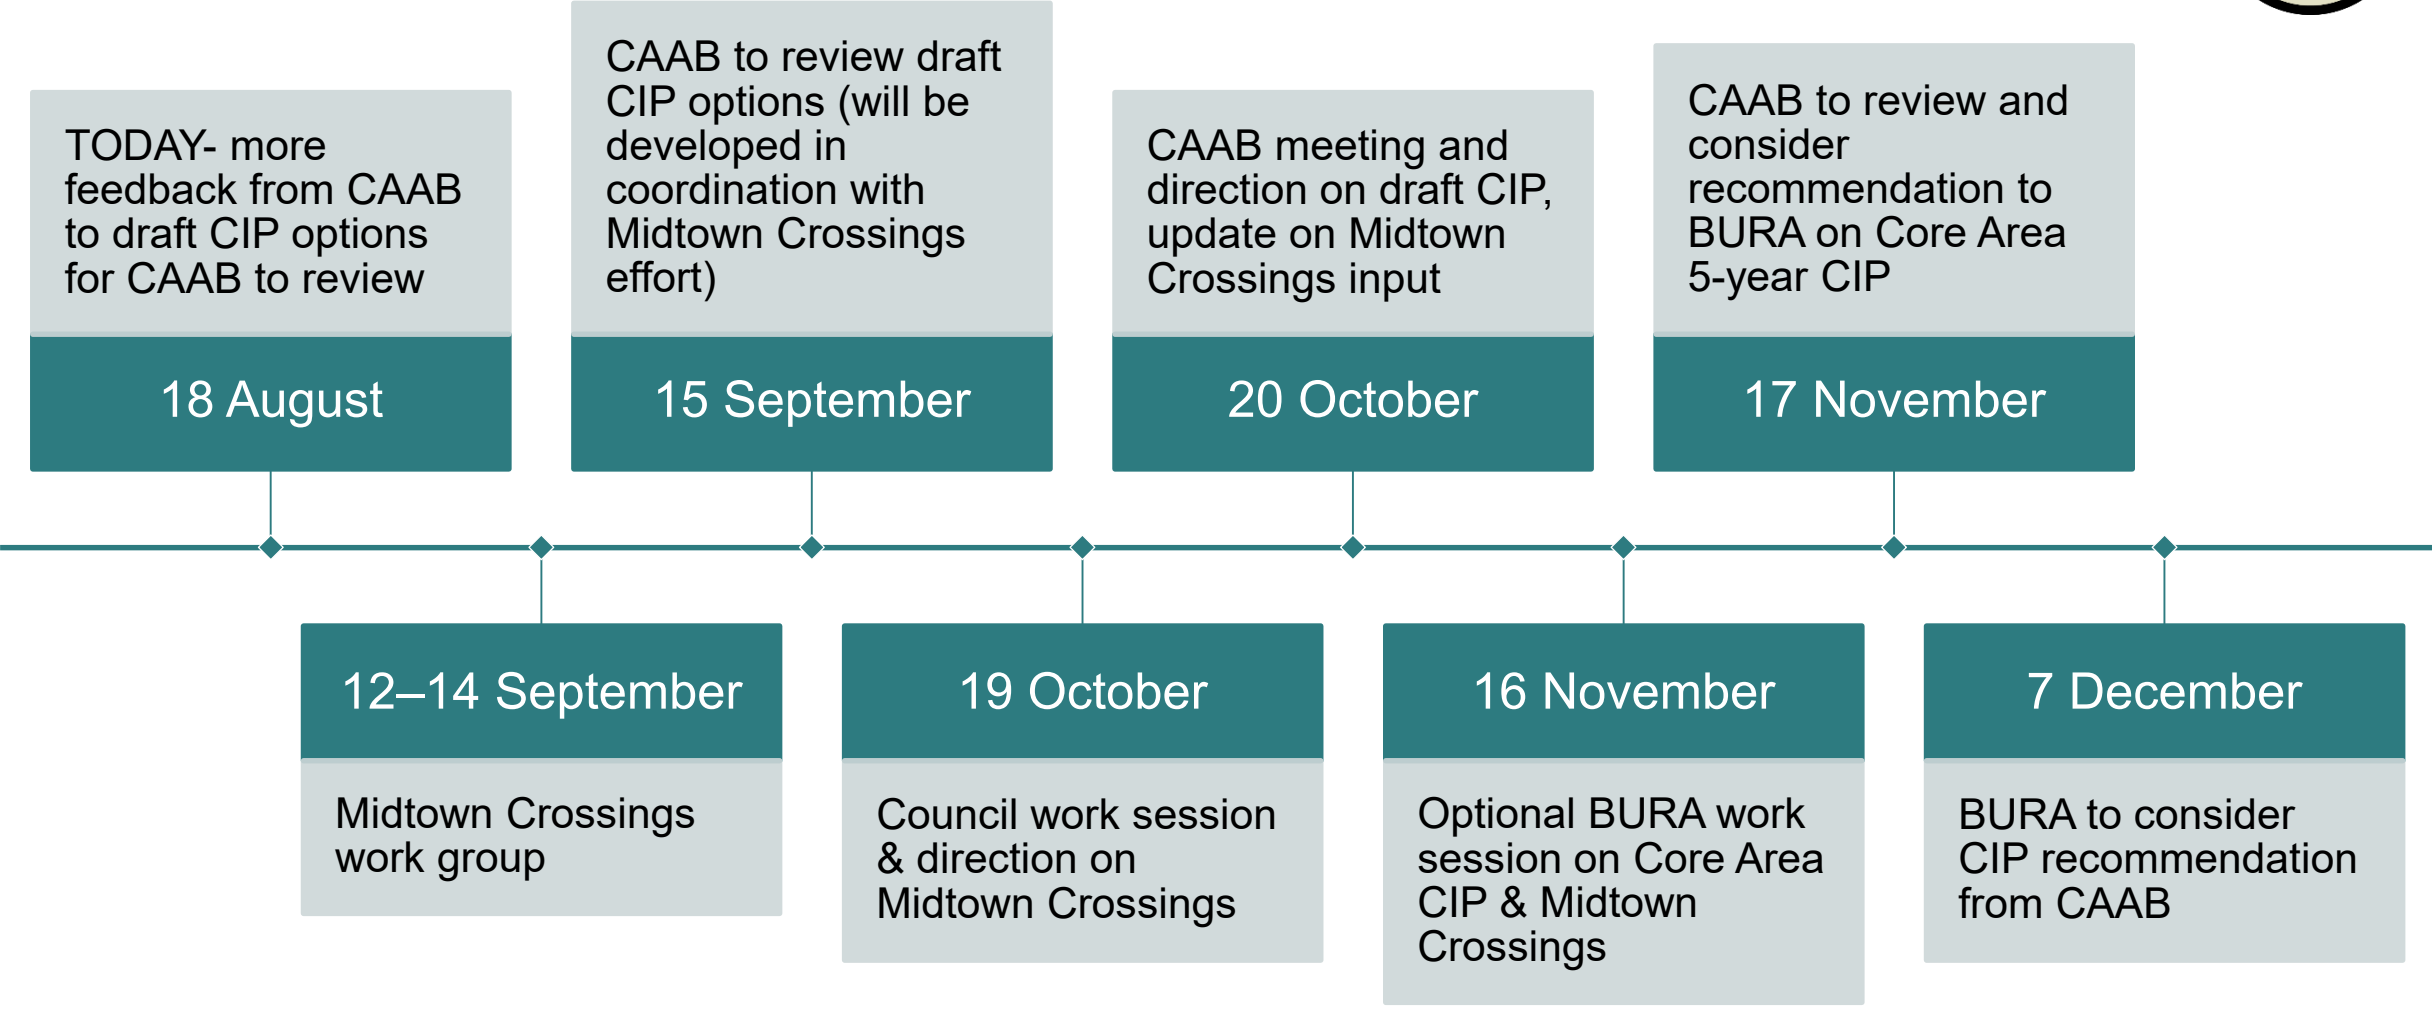 TODAY- more
feedback from CAAB
to draft CIP options
for CAAB to review
18 August
12–14 September
Midtown Crossings
work group
CAAB to review draft
CIP options (will be
developed in
coordination with
Midtown Crossings
effort)
15 September
19 October
Council work session
& direction on
Midtown Crossings
CAAB meeting and
direction on draft CIP,
update on Midtown
Crossings input
20 October
16 November
Optional BURA work
session on Core Area
CIP & Midtown
Crossings
CAAB to review and
consider
recommendation to
BURA on Core Area
5-year CIP
17 November
7 December
BURA to consider
CIP recommendation
from CAAB